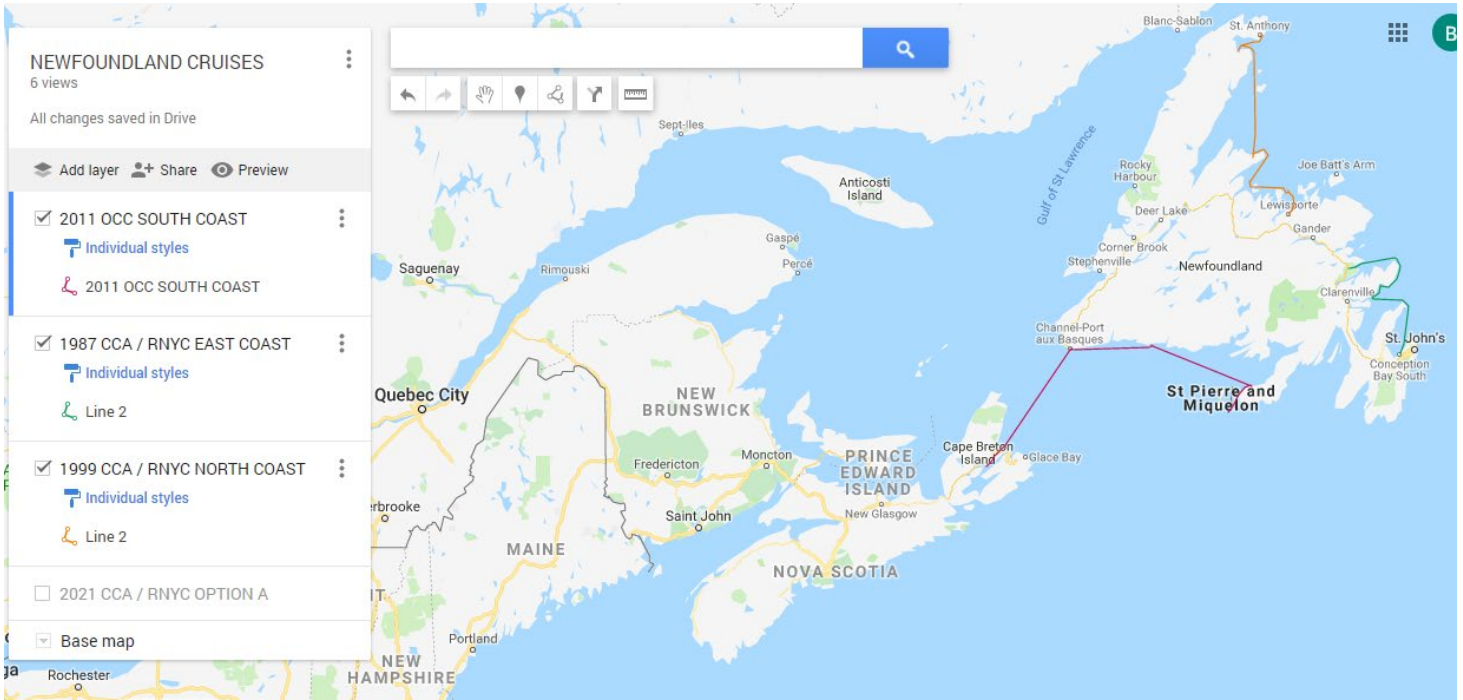 NEWFOUNDLAND CRUISES
6 views
All changes saved in Drive
Add layer
Share
Preview
2011 OCC SOUTH COAST
Individual styles
2011 OCC SOUTH COAST
1987 CCA / RNYC EAST COAST
Individual styles
Line 2
1999 CCA / RNYC NORTH COAST
Individual styles
Line 2
2021 CCA / RNYC OPTION A
Base map
B
Blanc-Sablon
St. Anthony
Sept-Iles
Anticosti
Island
Gulf of St Lawrence
Rocky
Harbour
Joe Batt's Arm
Deer Lake
Lewisporte
Gander
Corner Brook
Stephenville
Newfoundland
Clarenville
Gaspé
Percé
Saguenay
Rimouski
Channel-Port
aux Basques
St. John's
Conception
Bay South
St Pierre and
Miquelon
Quebec City
NEW
BRUNSWICK
Cape Breton
Island
Glace Bay
Moncton
PRINCE
EDWARD
ISLAND
Fredericton
New Glasgow
erbrooke
Saint John
MAINE
NOVA SCOTIA
NT
Portland
NEW
HAMPSHIRE
ga
Rochester